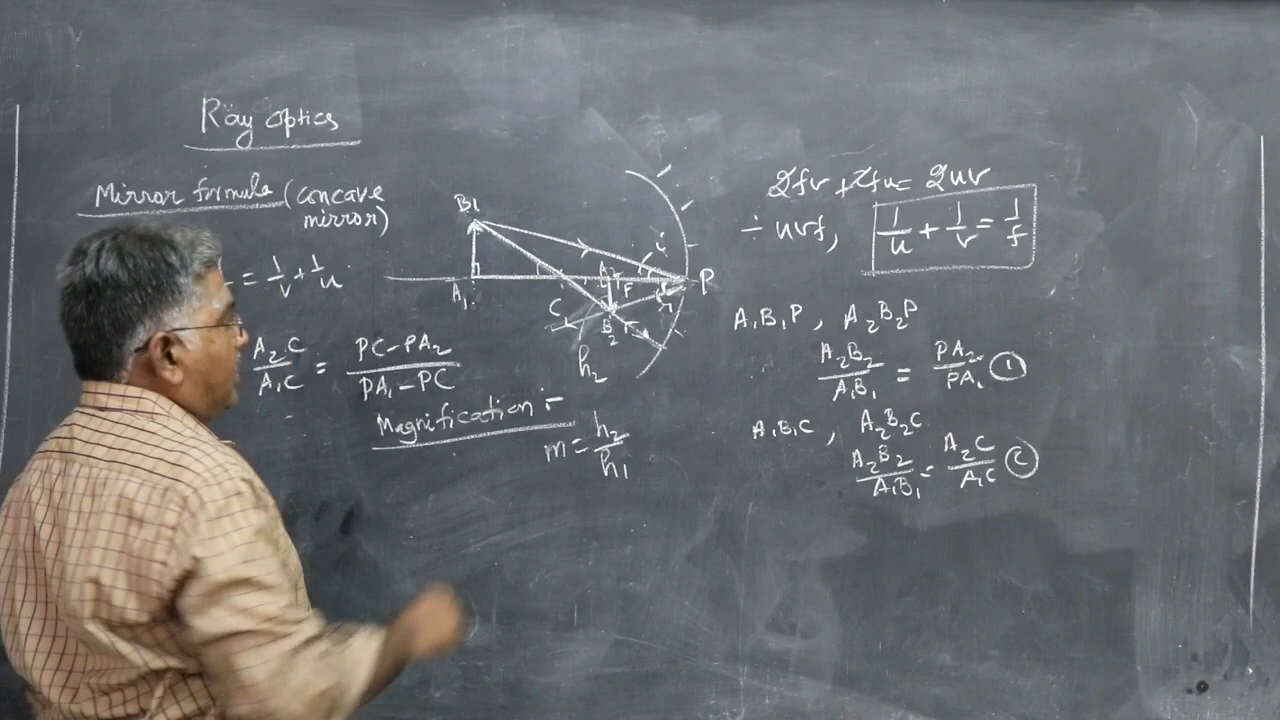 Ray optics
Mirror formula (concave
mirror)
= 1/v + 1/u
A₂C/A₁C = PC-PA₂/PA₁-PC
Magnification :-
m = h₂/h₁
B₁
A₁
C
F
B₂
h₂
i
r
P
2fv + 2fu = 2uv
÷ uvf, 1/u + 1/v = 1/f
A₁B₁P, A₂B₂P
A₂B₂/A₁B₁ = PA₂/PA₁ ①
A₁B₁C, A₂B₂C
A₂B₂/A₁B₁ = A₂C/A₁C ②